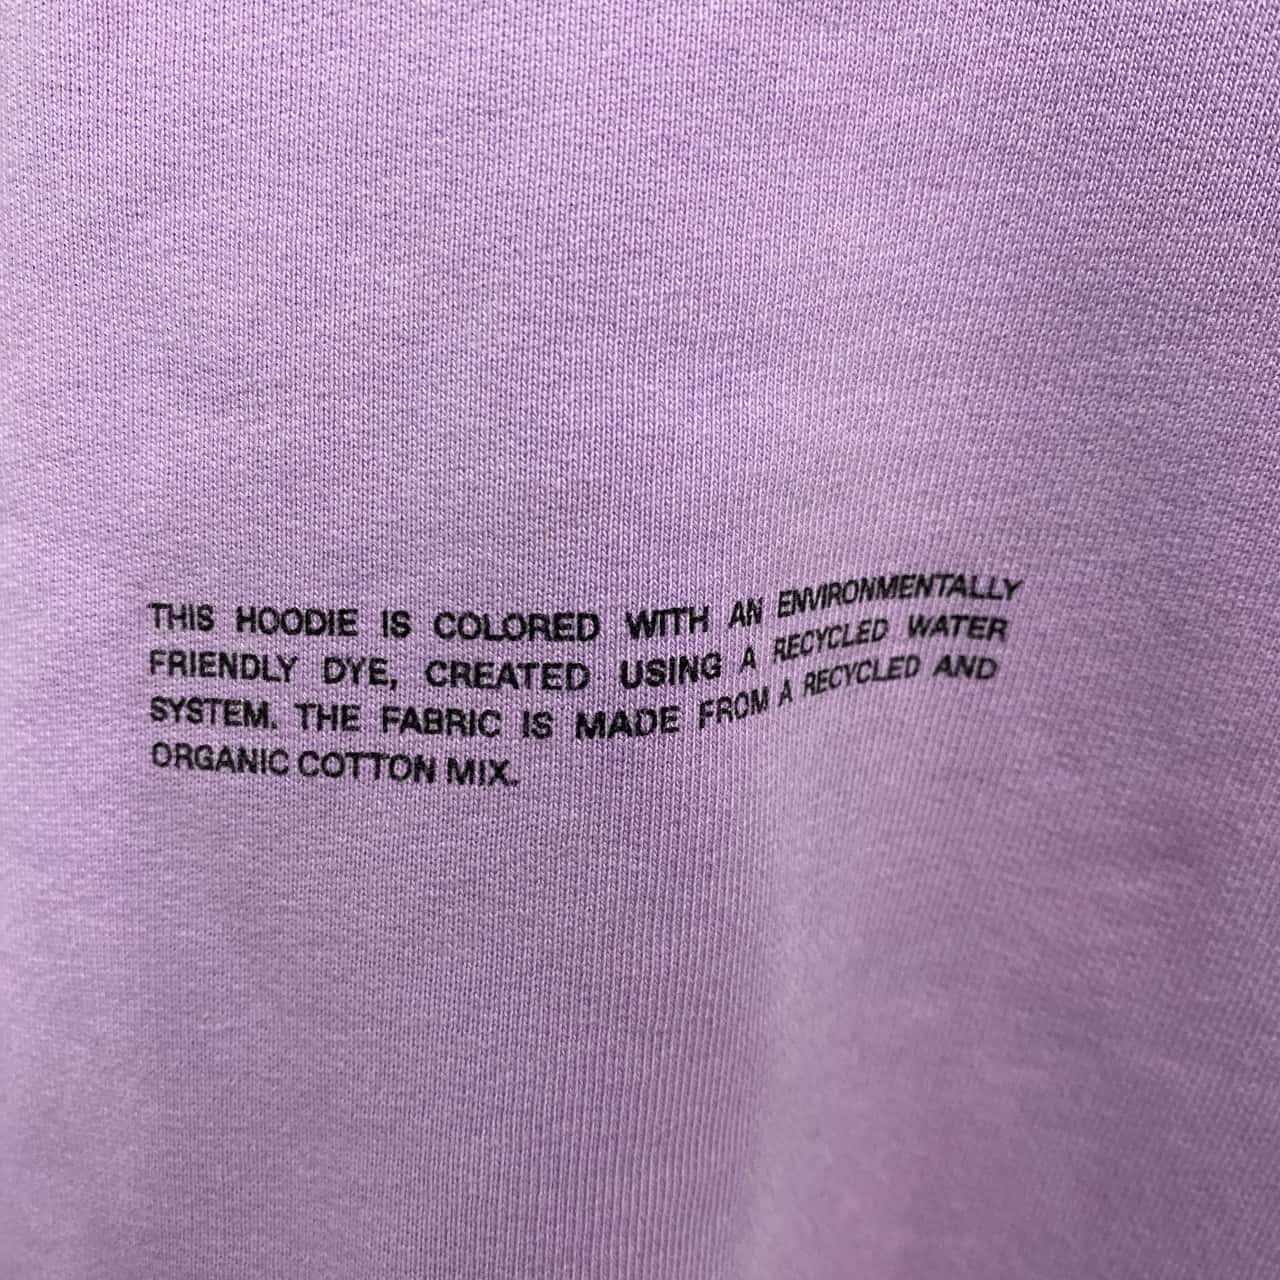 THIS HOODIE IS COLORED WITH AN ENVIRONMENTALLY
FRIENDLY DYE, CREATED USING A RECYCLED WATER
SYSTEM. THE FABRIC IS MADE FROM A RECYCLED AND
ORGANIC COTTON MIX.